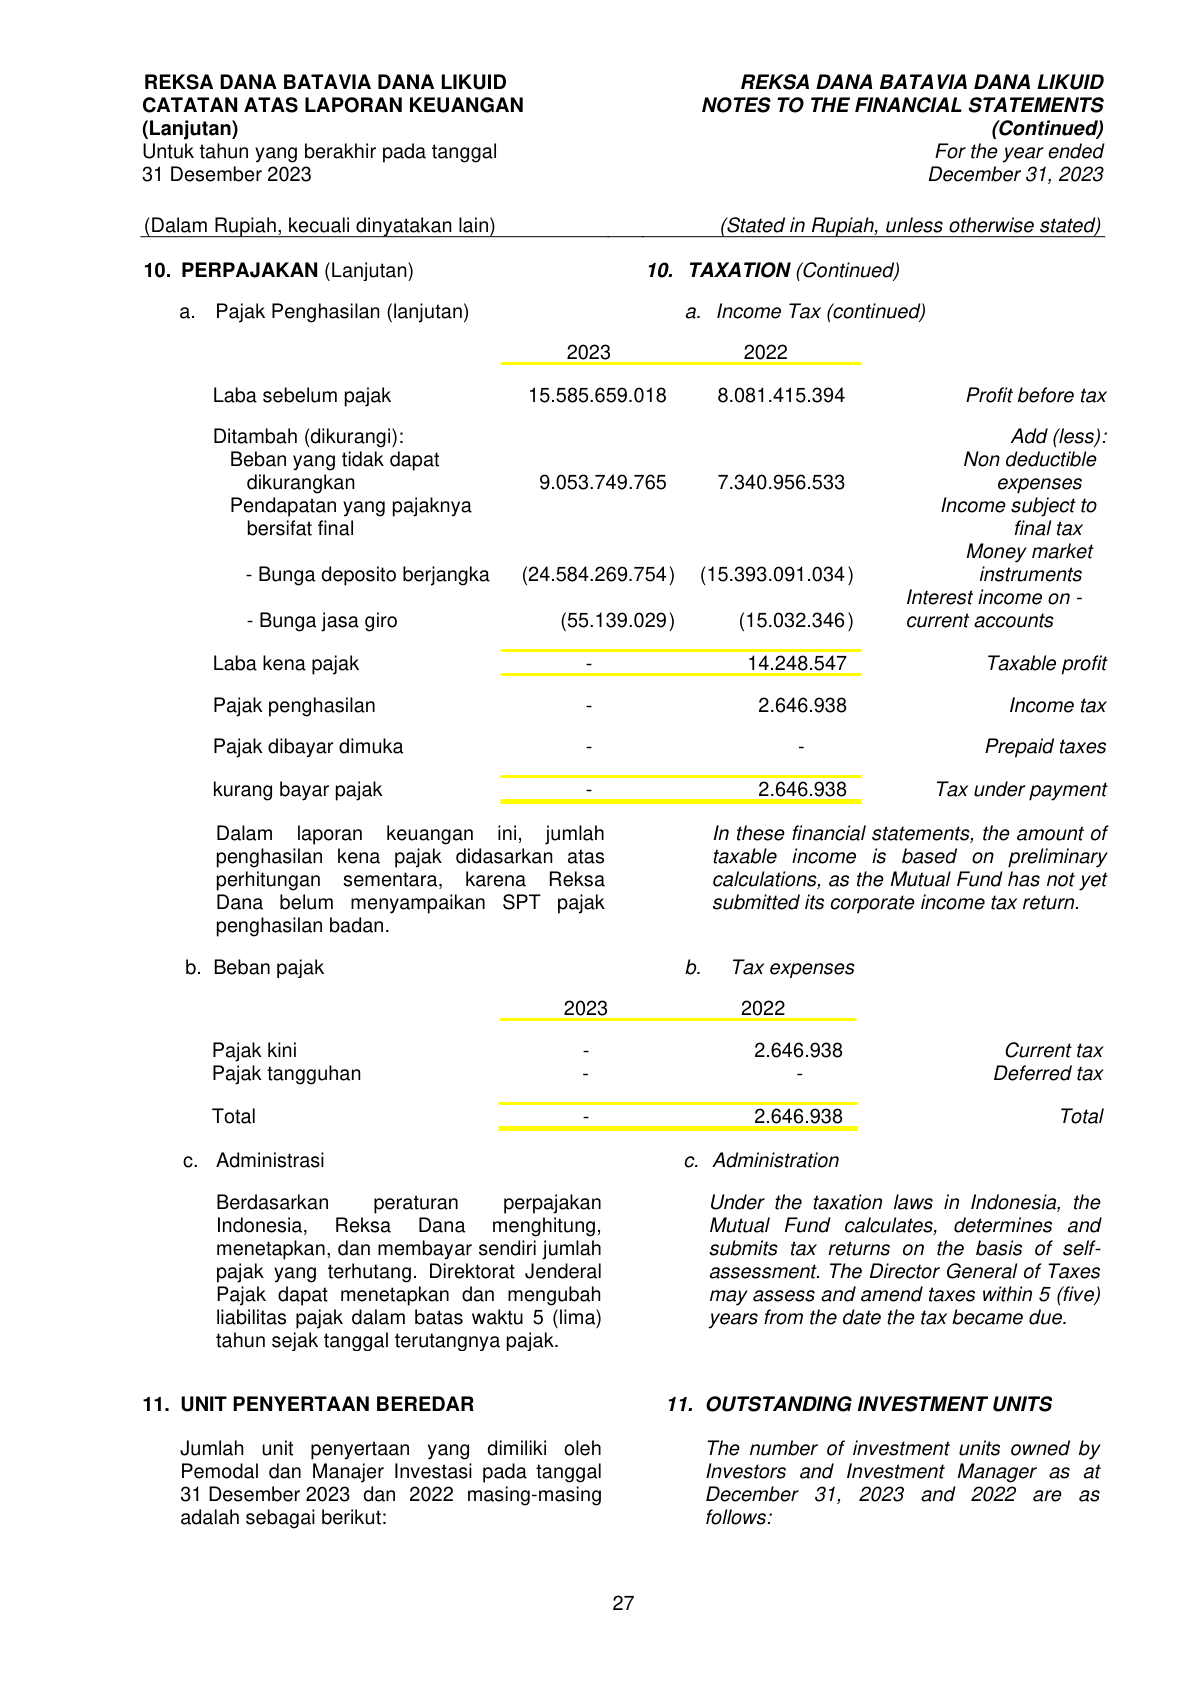 REKSA DANA BATAVIA DANA LIKUID
CATATAN ATAS LAPORAN KEUANGAN
(Lanjutan)
Untuk tahun yang berakhir pada tanggal
31 Desember 2023
REKSA DANA BATAVIA DANA LIKUID
NOTES TO THE FINANCIAL STATEMENTS
(Continued)
For the year ended
December 31, 2023
(Dalam Rupiah, kecuali dinyatakan lain) (Stated in Rupiah, unless otherwise stated)
10. PERPAJAKAN (Lanjutan) 10. TAXATION (Continued)
a. Pajak Penghasilan (lanjutan) a. Income Tax (continued)
2023 2022
Laba sebelum pajak 15.585.659.018 8.081.415.394 Profit before tax
Ditambah (dikurangi): Add (less):
Beban yang tidak dapat Non deductible
dikurangkan 9.053.749.765 7.340.956.533 expenses
Pendapatan yang pajaknya Income subject to
bersifat final final tax
Money market
- Bunga deposito berjangka (24.584.269.754) (15.393.091.034) instruments
Interest income on -
- Bunga jasa giro (55.139.029) (15.032.346) current accounts
Laba kena pajak - 14.248.547 Taxable profit
Pajak penghasilan - 2.646.938 Income tax
Pajak dibayar dimuka - - Prepaid taxes
kurang bayar pajak - 2.646.938 Tax under payment
Dalam laporan keuangan ini, jumlah
penghasilan kena pajak didasarkan atas
perhitungan sementara, karena Reksa
Dana belum menyampaikan SPT pajak
penghasilan badan.
In these financial statements, the amount of
taxable income is based on preliminary
calculations, as the Mutual Fund has not yet
submitted its corporate income tax return.
b. Beban pajak b. Tax expenses
2023 2022
Pajak kini - 2.646.938 Current tax
Pajak tangguhan - - Deferred tax
Total - 2.646.938 Total
c. Administrasi c. Administration
Berdasarkan peraturan perpajakan
Indonesia, Reksa Dana menghitung,
menetapkan, dan membayar sendiri jumlah
pajak yang terhutang. Direktorat Jenderal
Pajak dapat menetapkan dan mengubah
liabilitas pajak dalam batas waktu 5 (lima)
tahun sejak tanggal terutangnya pajak.
Under the taxation laws in Indonesia, the
Mutual Fund calculates, determines and
submits tax returns on the basis of self-
assessment. The Director General of Taxes
may assess and amend taxes within 5 (five)
years from the date the tax became due.
11. UNIT PENYERTAAN BEREDAR 11. OUTSTANDING INVESTMENT UNITS
Jumlah unit penyertaan yang dimiliki oleh
Pemodal dan Manajer Investasi pada tanggal
31 Desember 2023 dan 2022 masing-masing
adalah sebagai berikut:
The number of investment units owned by
Investors and Investment Manager as at
December 31, 2023 and 2022 are as
follows:
27